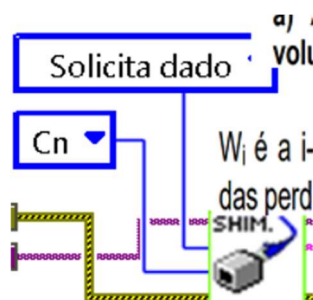 a)
Solicita dado
volu
Cn
Wᵢ é a i-
das perd
SHIM.